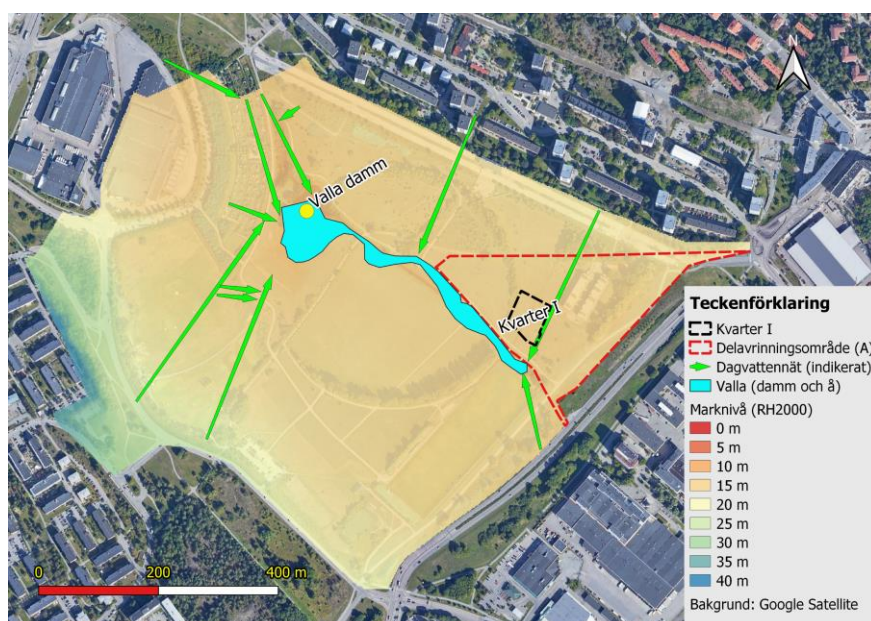 Valla damm
Kvarter I
Teckenförklaring
Kvarter I
Delavrinningsområde (A)
Dagvattennät (indikerat)
Valla (damm och å)
Marknivå (RH2000)
0 m
5 m
10 m
15 m
20 m
25 m
30 m
35 m
40 m
Bakgrund: Google Satellite
0 200 400 m